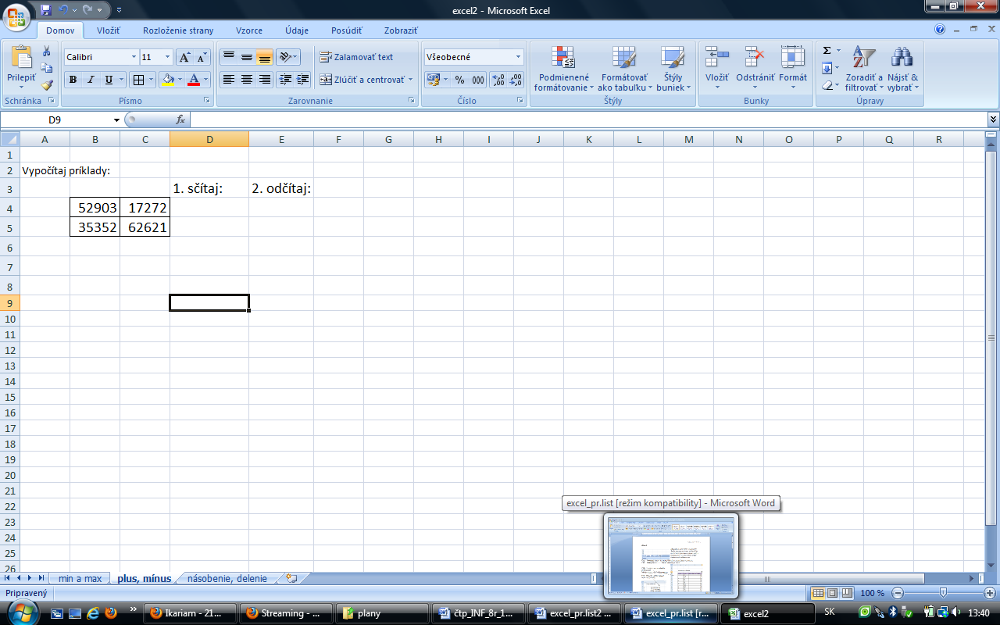 excel2 - Microsoft Excel
Domov Vložiť Rozloženie strany Vzorce Údaje Posúdiť Zobraziť
Prilepiť
Schránka
Calibri 11
B I U
Písmo
Zalamovať text
Zlúčiť a centrovať
Zarovnanie
Všeobecné
% 000 ,00 ,00
Číslo
Podmienené formátovanie
Formátovať ako tabuľku
Štýly buniek
Štýly
Vložiť Odstrániť Formát
Bunky
Σ
Zoradiť a filtrovať
Nájsť & vybrať
Úpravy
D9 fx
A B C D E F G H I J K L M N O P Q R
1
2 Vypočítaj príklady:
3 1. sčítaj: 2. odčítaj:
4 52903 17272
5 35352 62621
6
7
8
9
10
11
12
13
14
15
16
17
18
19
20
21
22
23
24
25
26
excel_pr.list [režim kompatibility] - Microsoft Word
min a max plus, mínus násobenie, delenie
Pripravený 100 %
Ikariam - 21... Streaming - ... plany čtp_INF_8r_1... excel_pr.list2 ... excel_pr.list [r... excel2 SK 13:40